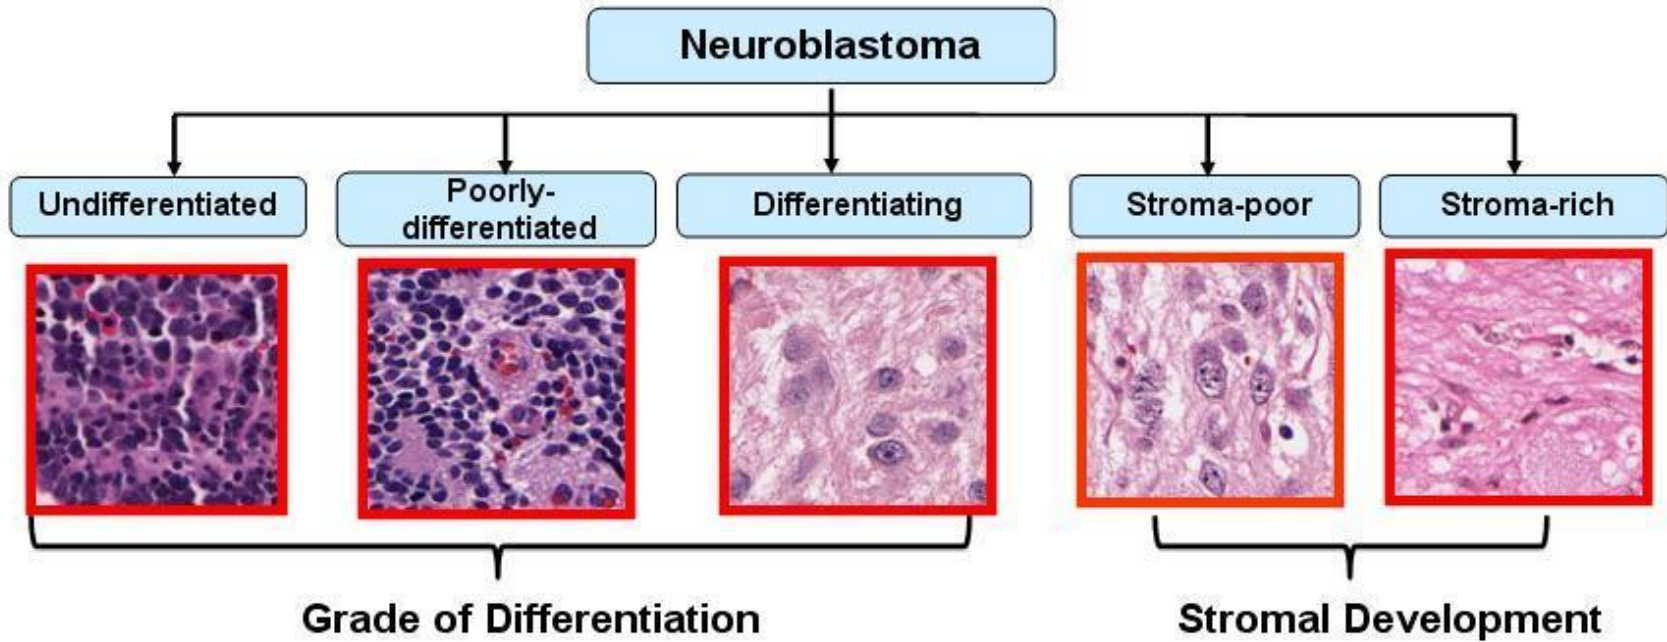 Neuroblastoma
Undifferentiated
Poorly-
differentiated
Differentiating
Stroma-poor
Stroma-rich
Grade of Differentiation
Stromal Development